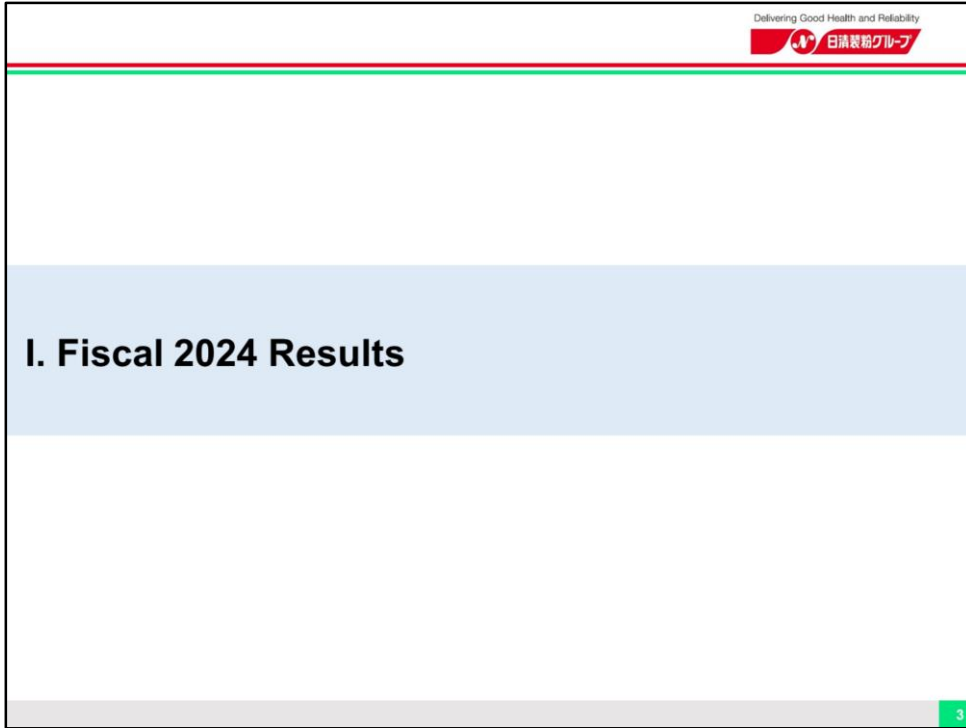 Delivering Good Health and Reliability
日清製粉グループ
I. Fiscal 2024 Results
3